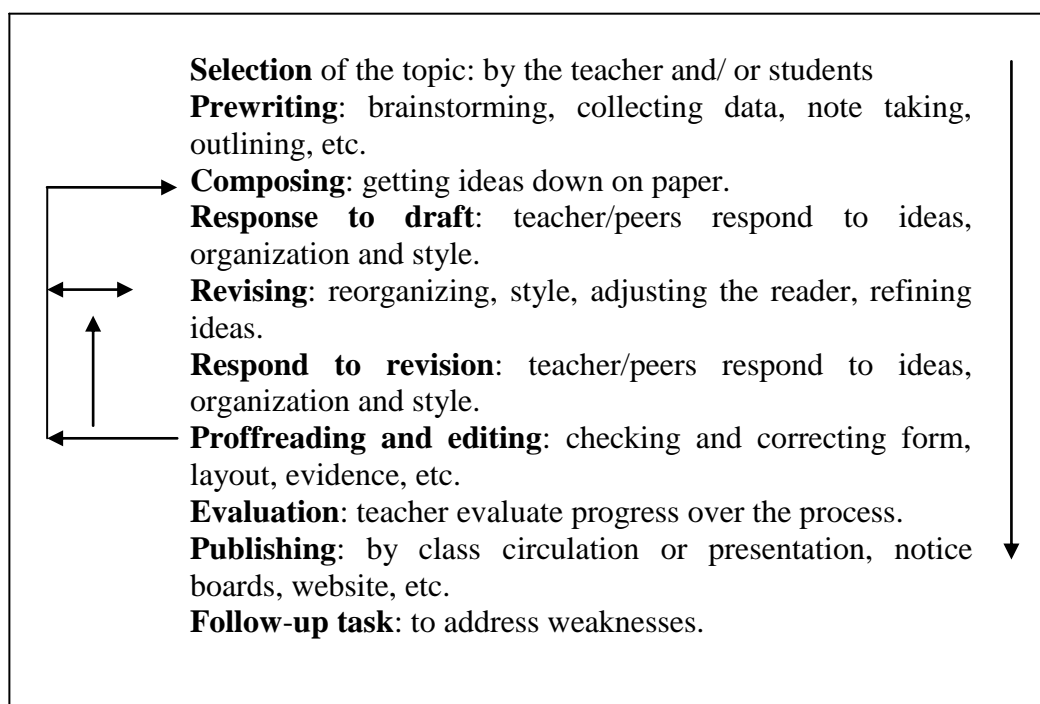 Selection of the topic: by the teacher and/ or students
Prewriting: brainstorming, collecting data, note taking,
outlining, etc.
Composing: getting ideas down on paper.
Response to draft: teacher/peers respond to ideas,
organization and style.
Revising: reorganizing, style, adjusting the reader, refining
ideas.
Respond to revision: teacher/peers respond to ideas,
organization and style.
Proffreading and editing: checking and correcting form,
layout, evidence, etc.
Evaluation: teacher evaluate progress over the process.
Publishing: by class circulation or presentation, notice
boards, website, etc.
Follow-up task: to address weaknesses.